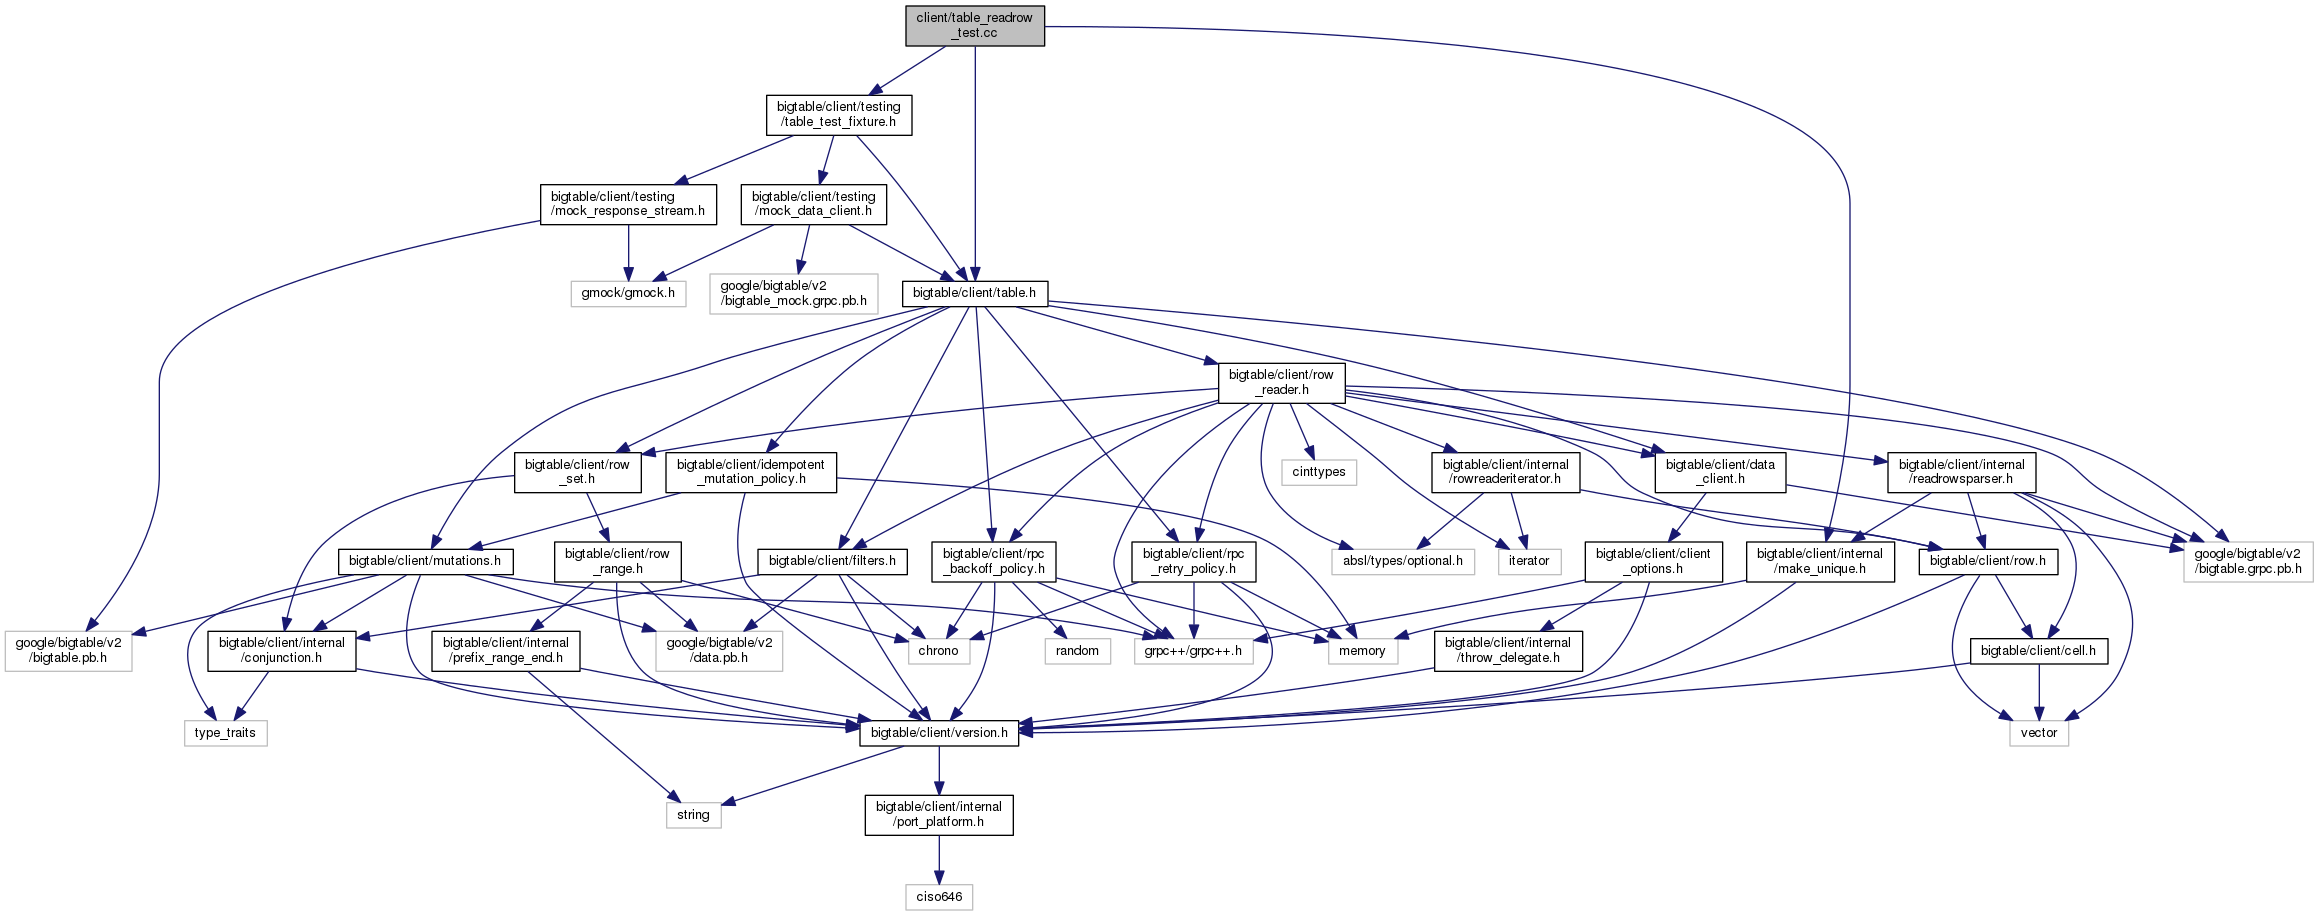 client/table_readrow
_test.cc
bigtable/client/testing
/table_test_fixture.h
bigtable/client/testing
/mock_response_stream.h
bigtable/client/testing
/mock_data_client.h
gmock/gmock.h
google/bigtable/v2
/bigtable_mock.grpc.pb.h
bigtable/client/table.h
bigtable/client/row
_reader.h
bigtable/client/row
_set.h
bigtable/client/idempotent
_mutation_policy.h
cinttypes
bigtable/client/internal
/rowreaderiterator.h
bigtable/client/data
_client.h
bigtable/client/internal
/readrowsparser.h
bigtable/client/mutations.h
bigtable/client/row
_range.h
bigtable/client/filters.h
bigtable/client/rpc
_backoff_policy.h
bigtable/client/rpc
_retry_policy.h
absl/types/optional.h
iterator
bigtable/client/client
_options.h
bigtable/client/internal
/make_unique.h
bigtable/client/row.h
google/bigtable/v2
/bigtable.grpc.pb.h
google/bigtable/v2
/bigtable.pb.h
bigtable/client/internal
/conjunction.h
bigtable/client/internal
/prefix_range_end.h
google/bigtable/v2
/data.pb.h
chrono
random
grpc++/grpc++.h
memory
bigtable/client/internal
/throw_delegate.h
bigtable/client/cell.h
type_traits
bigtable/client/version.h
vector
string
bigtable/client/internal
/port_platform.h
ciso646